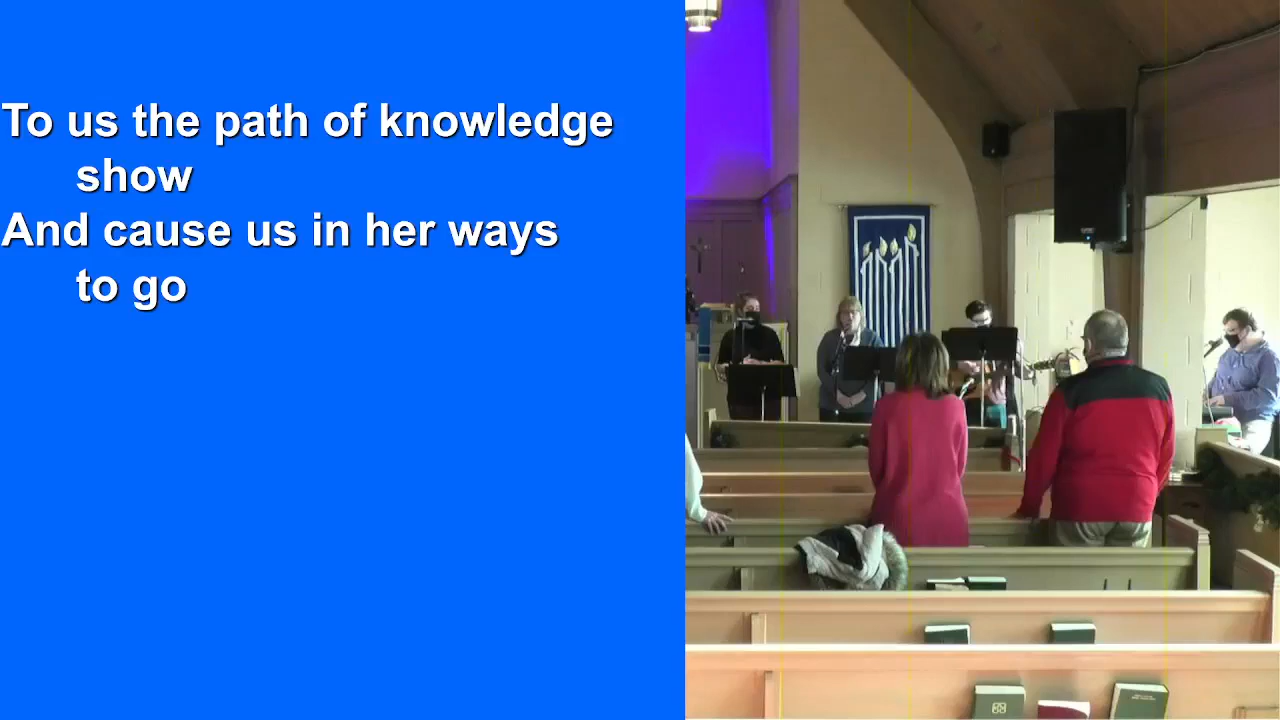 To us the path of knowledge
show
And cause us in her ways
to go